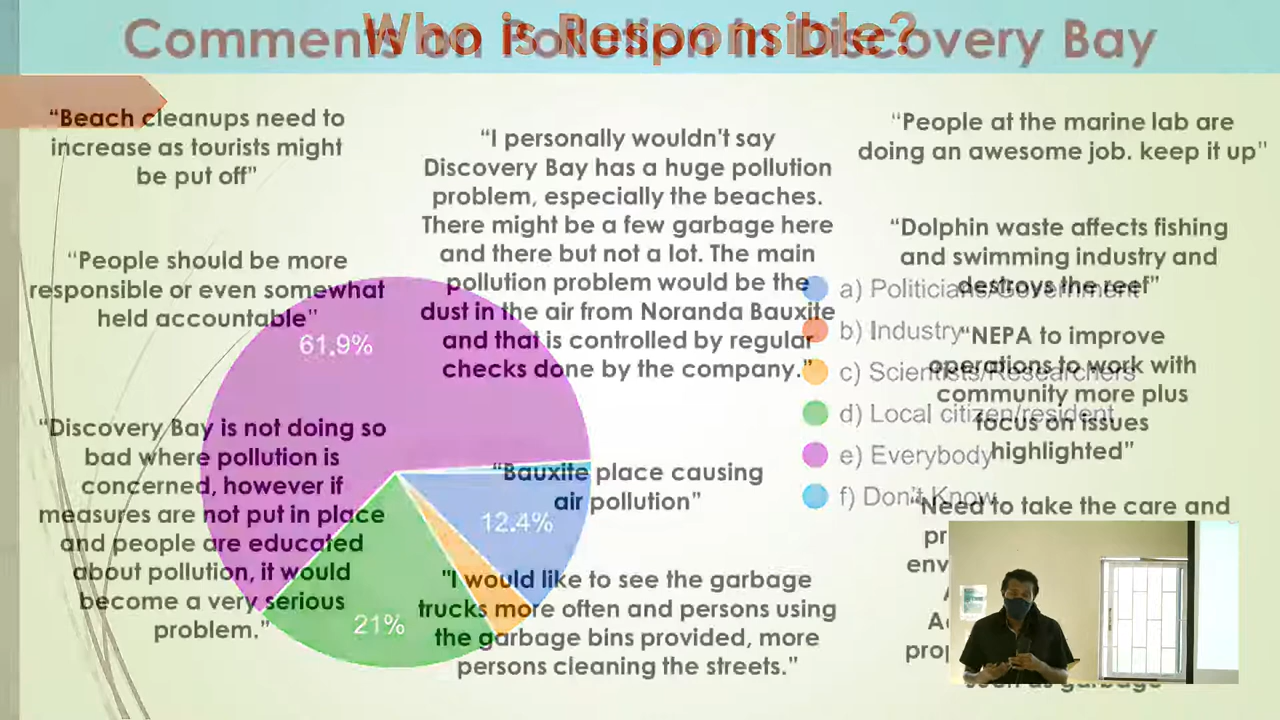 Who is Responsible?
Comments on Pollution in Discovery Bay
“Beach cleanups need to
increase as tourists might
be put off”
“People should be more
responsible or even somewhat
held accountable”
“Discovery Bay is not doing so
bad where pollution is
concerned, however if
measures are not put in place
and people are educated
about pollution, it would
become a very serious
problem.”
“I personally wouldn't say
Discovery Bay has a huge pollution
problem, especially the beaches.
There might be a few garbage here
and there but not a lot. The main
pollution problem would be the
dust in the air from Noranda Bauxite
and that is controlled by regular
checks done by the company.”
“Bauxite place causing
air pollution”
"I would like to see the garbage
trucks more often and persons using
the garbage bins provided, more
persons cleaning the streets."
“People at the marine lab are
doing an awesome job. keep it up”
“Dolphin waste affects fishing
and swimming industry and
destroys the reef”
“NEPA to improve
operations to work with
community more plus
focus on issues
highlighted”
“Need to take the care and
such as garbage
61.9%
12.4%
21%
a) Politicians/Government
b) Industry
c) Scientists/Researchers
d) Local citizen/resident
e) Everybody
f) Don't Know